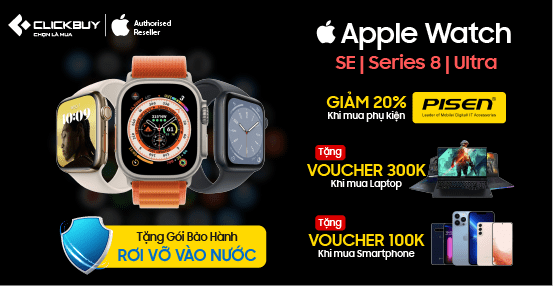 CLICKBUY
CHỌN LÀ MUA
Authorised
Reseller
Apple Watch
SE | Series 8 | Ultra
GIẢM 20%
Khi mua phụ kiện
PISEN
Leader of Mobile Digital IT Accessories
Tặng
VOUCHER 300K
Khi mua Laptop
Tặng
VOUCHER 100K
Khi mua Smartphone
10:09
Tặng Gói Bảo Hành
RƠI VỠ VÀO NƯỚC